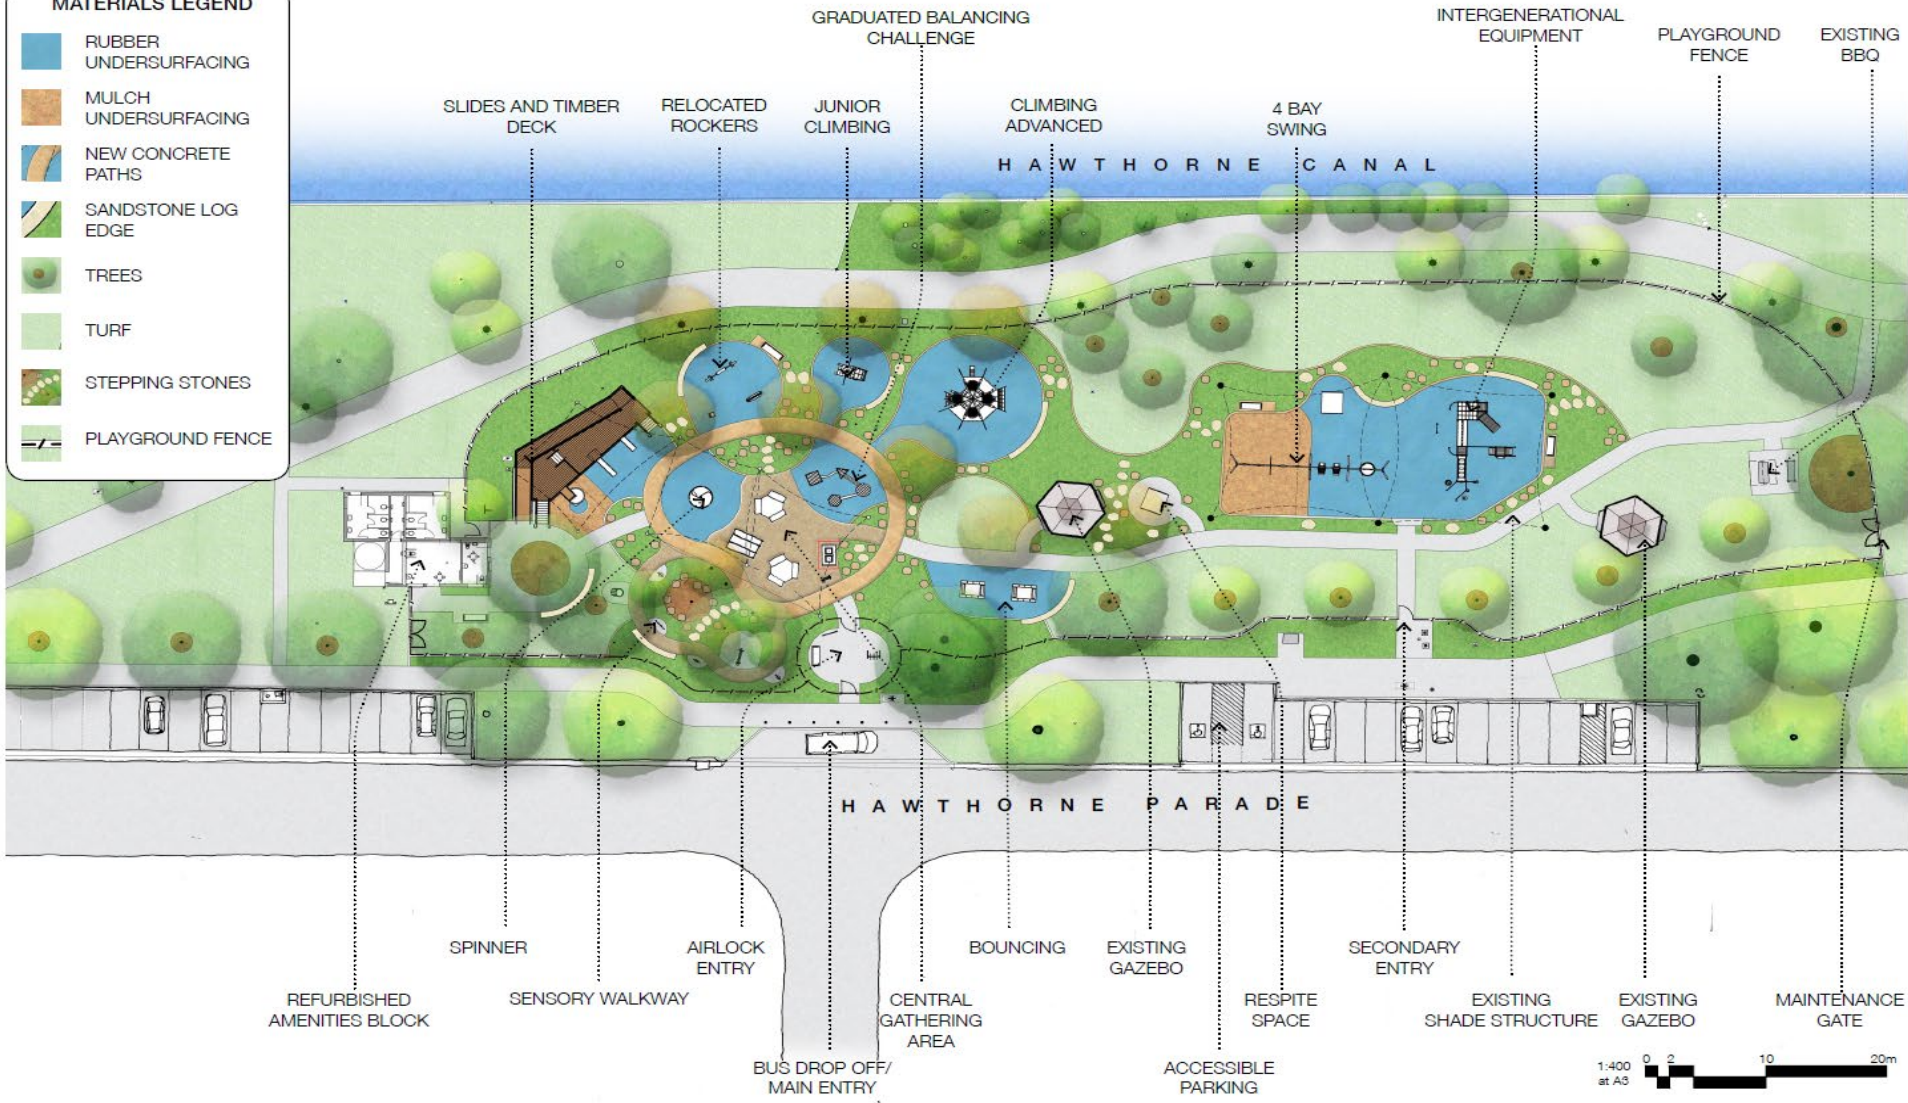 MATERIALS LEGEND
RUBBER
UNDERSURFACING
MULCH
UNDERSURFACING
NEW CONCRETE
PATHS
SANDSTONE LOG
EDGE
TREES
TURF
STEPPING STONES
PLAYGROUND FENCE
GRADUATED BALANCING
CHALLENGE
INTERGENERATIONAL
EQUIPMENT
PLAYGROUND
FENCE
EXISTING
BBQ
SLIDES AND TIMBER
DECK
RELOCATED
ROCKERS
JUNIOR
CLIMBING
CLIMBING
ADVANCED
4 BAY
SWING
HAWTHORNE CANAL
HAWTHORNE PARADE
SPINNER
AIRLOCK
ENTRY
BOUNCING
EXISTING
GAZEBO
SECONDARY
ENTRY
REFURBISHED
AMENITIES BLOCK
SENSORY WALKWAY
CENTRAL
GATHERING
AREA
RESPITE
SPACE
EXISTING
SHADE STRUCTURE
EXISTING
GAZEBO
MAINTENANCE
GATE
BUS DROP OFF/
MAIN ENTRY
ACCESSIBLE
PARKING
1:400
at A3
0 2 10 20m